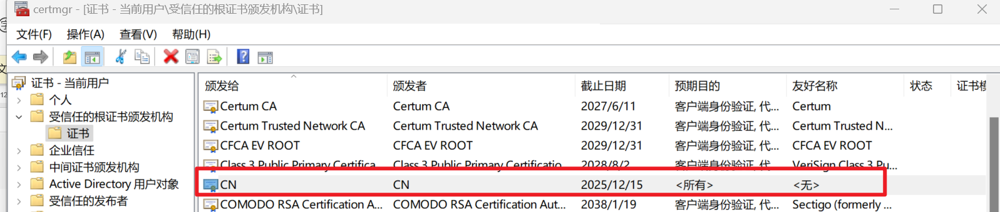 certmgr - [证书 - 当前用户\受信任的根证书颁发机构\证书]
文件(F) 操作(A) 查看(V) 帮助(H)
证书 - 当前用户
个人
受信任的根证书颁发机构
证书
企业信任
中间证书颁发机构
Active Directory 用户对象
受信任的发布者
颁发给 颁发者 截止日期 预期目的 友好名称 状态 证书模
Certum CA Certum CA 2027/6/11 客户端身份验证, 代... Certum
Certum Trusted Network CA Certum Trusted Network CA 2029/12/31 客户端身份验证, 代... Certum Trusted N...
CFCA EV ROOT CFCA EV ROOT 2029/12/31 客户端身份验证, 代... CFCA EV ROOT
Class 3 Public Primary Certifica Class 3 Public Primary Certificatio 2028/8/2 客户端身份验证, 代... VeriSign Class 3 Pu...
CN CN 2025/12/15 <所有> <无>
COMODO RSA Certification A... COMODO RSA Certification Aut... 2038/1/19 客户端身份验证, 代... Sectigo (formerly ...